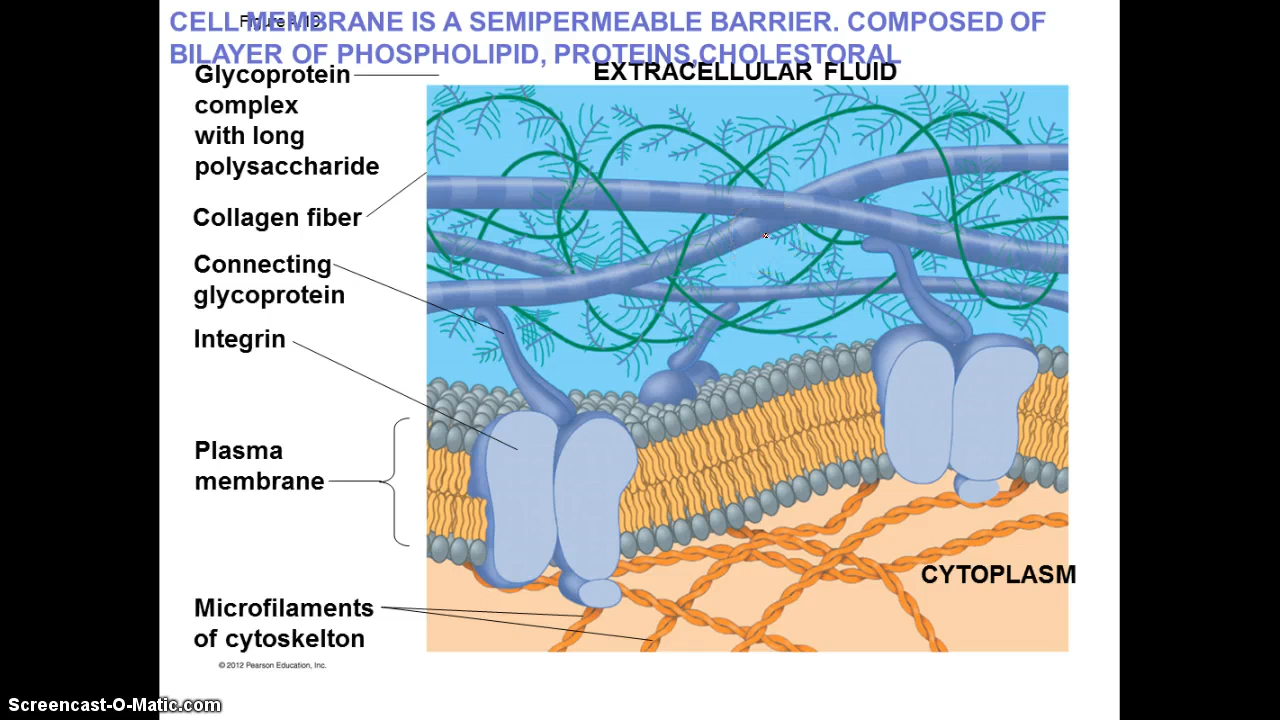 CELL MEMBRANE IS A SEMIPERMEABLE BARRIER. COMPOSED OF
BILAYER OF PHOSPHOLIPID, PROTEINS,CHOLESTORAL
Figure
EXTRACELLULAR FLUID
Glycoprotein
complex
with long
polysaccharide
Collagen fiber
Connecting
glycoprotein
Integrin
Plasma
membrane
CYTOPLASM
Microfilaments
of cytoskelton
© 2012 Pearson Education, Inc.
Screencast-O-Matic.com